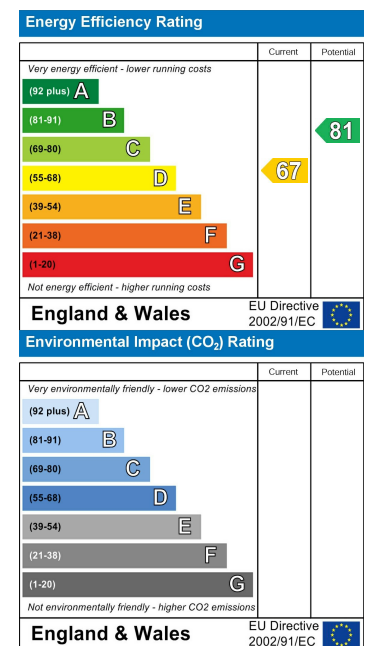 Energy Efficiency Rating
Current Potential
Very energy efficient - lower running costs
(92 plus) A
(81-91) B
81
(69-80) C
67
(55-68) D
(39-54) E
(21-38) F
(1-20) G
Not energy efficient - higher running costs
England & Wales
EU Directive
2002/91/EC
Environmental Impact (CO₂) Rating
Current Potential
Very environmentally friendly - lower CO2 emissions
(92 plus) A
(81-91) B
(69-80) C
(55-68) D
(39-54) E
(21-38) F
(1-20) G
Not environmentally friendly - higher CO2 emissions
England & Wales
EU Directive
2002/91/EC